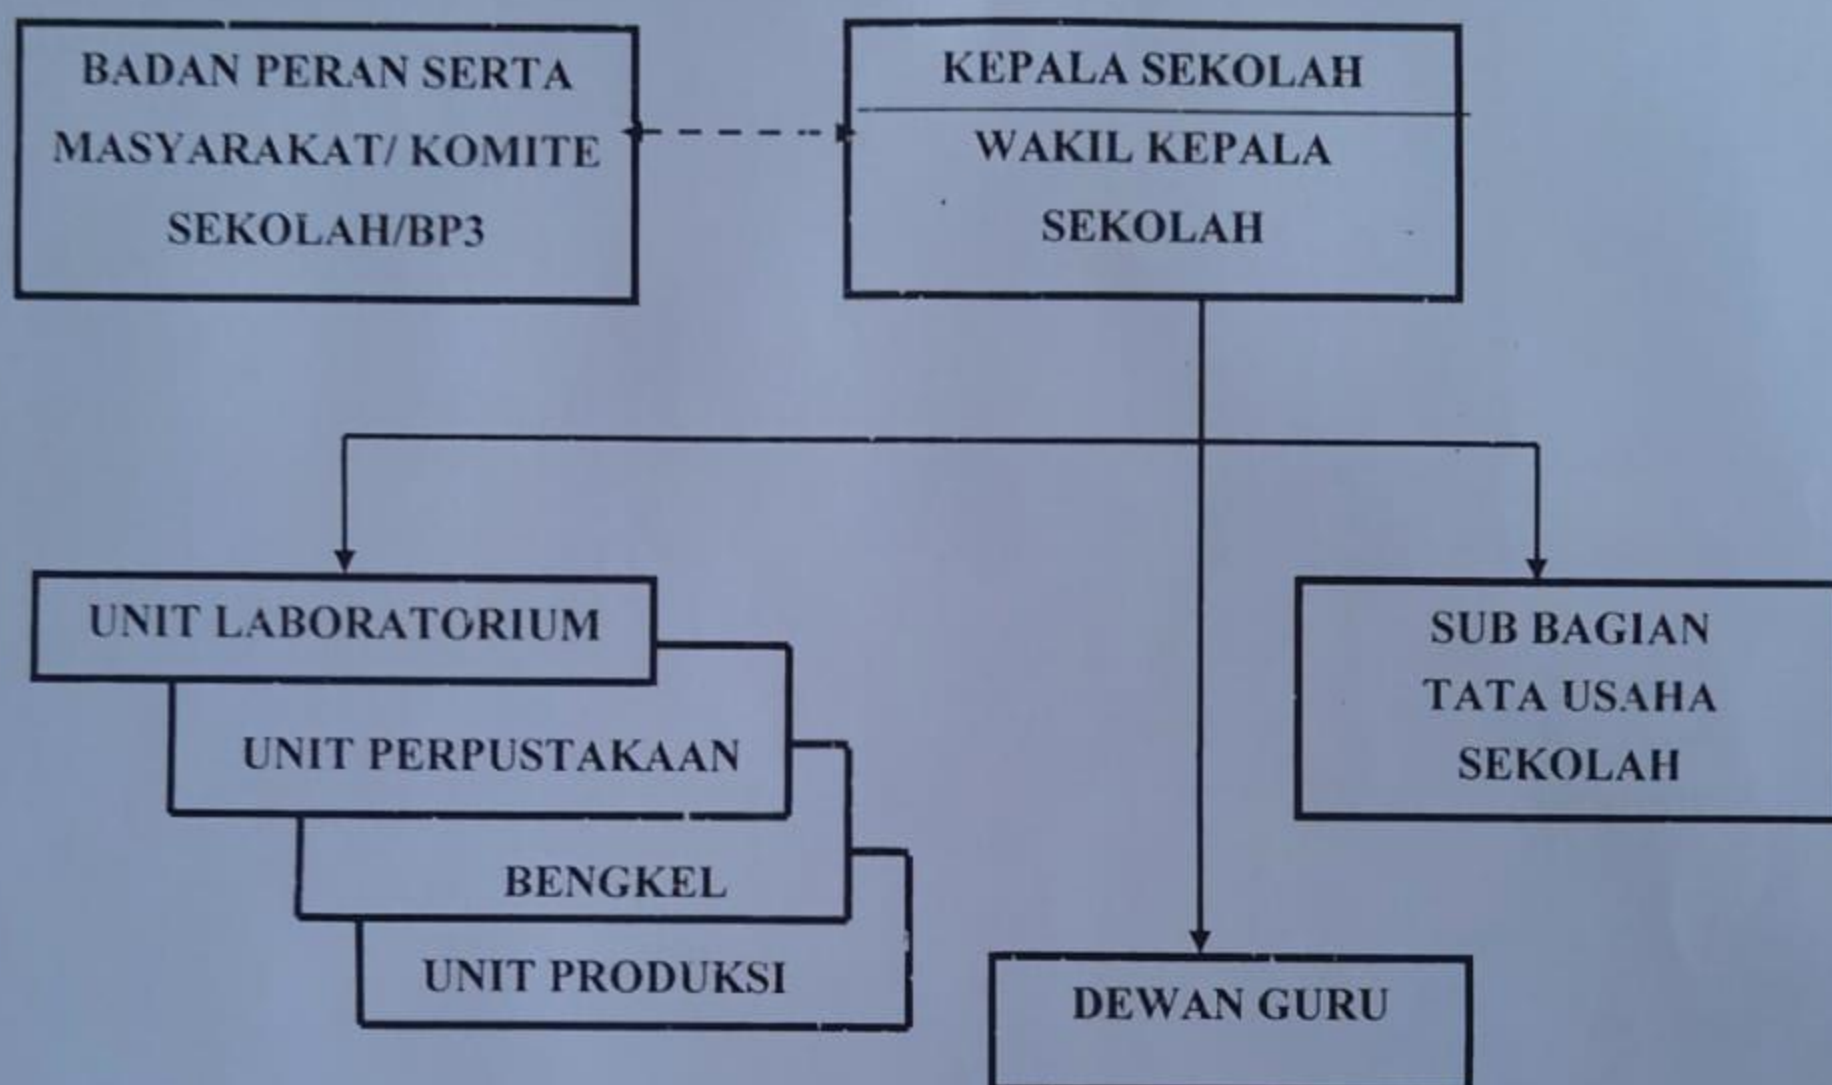 BADAN PERAN SERTA
MASYARAKAT/ KOMITE
SEKOLAH/BP3
KEPALA SEKOLAH
WAKIL KEPALA
SEKOLAH
UNIT LABORATORIUM
UNIT PERPUSTAKAAN
BENGKEL
UNIT PRODUKSI
SUB BAGIAN
TATA USAHA
SEKOLAH
DEWAN GURU